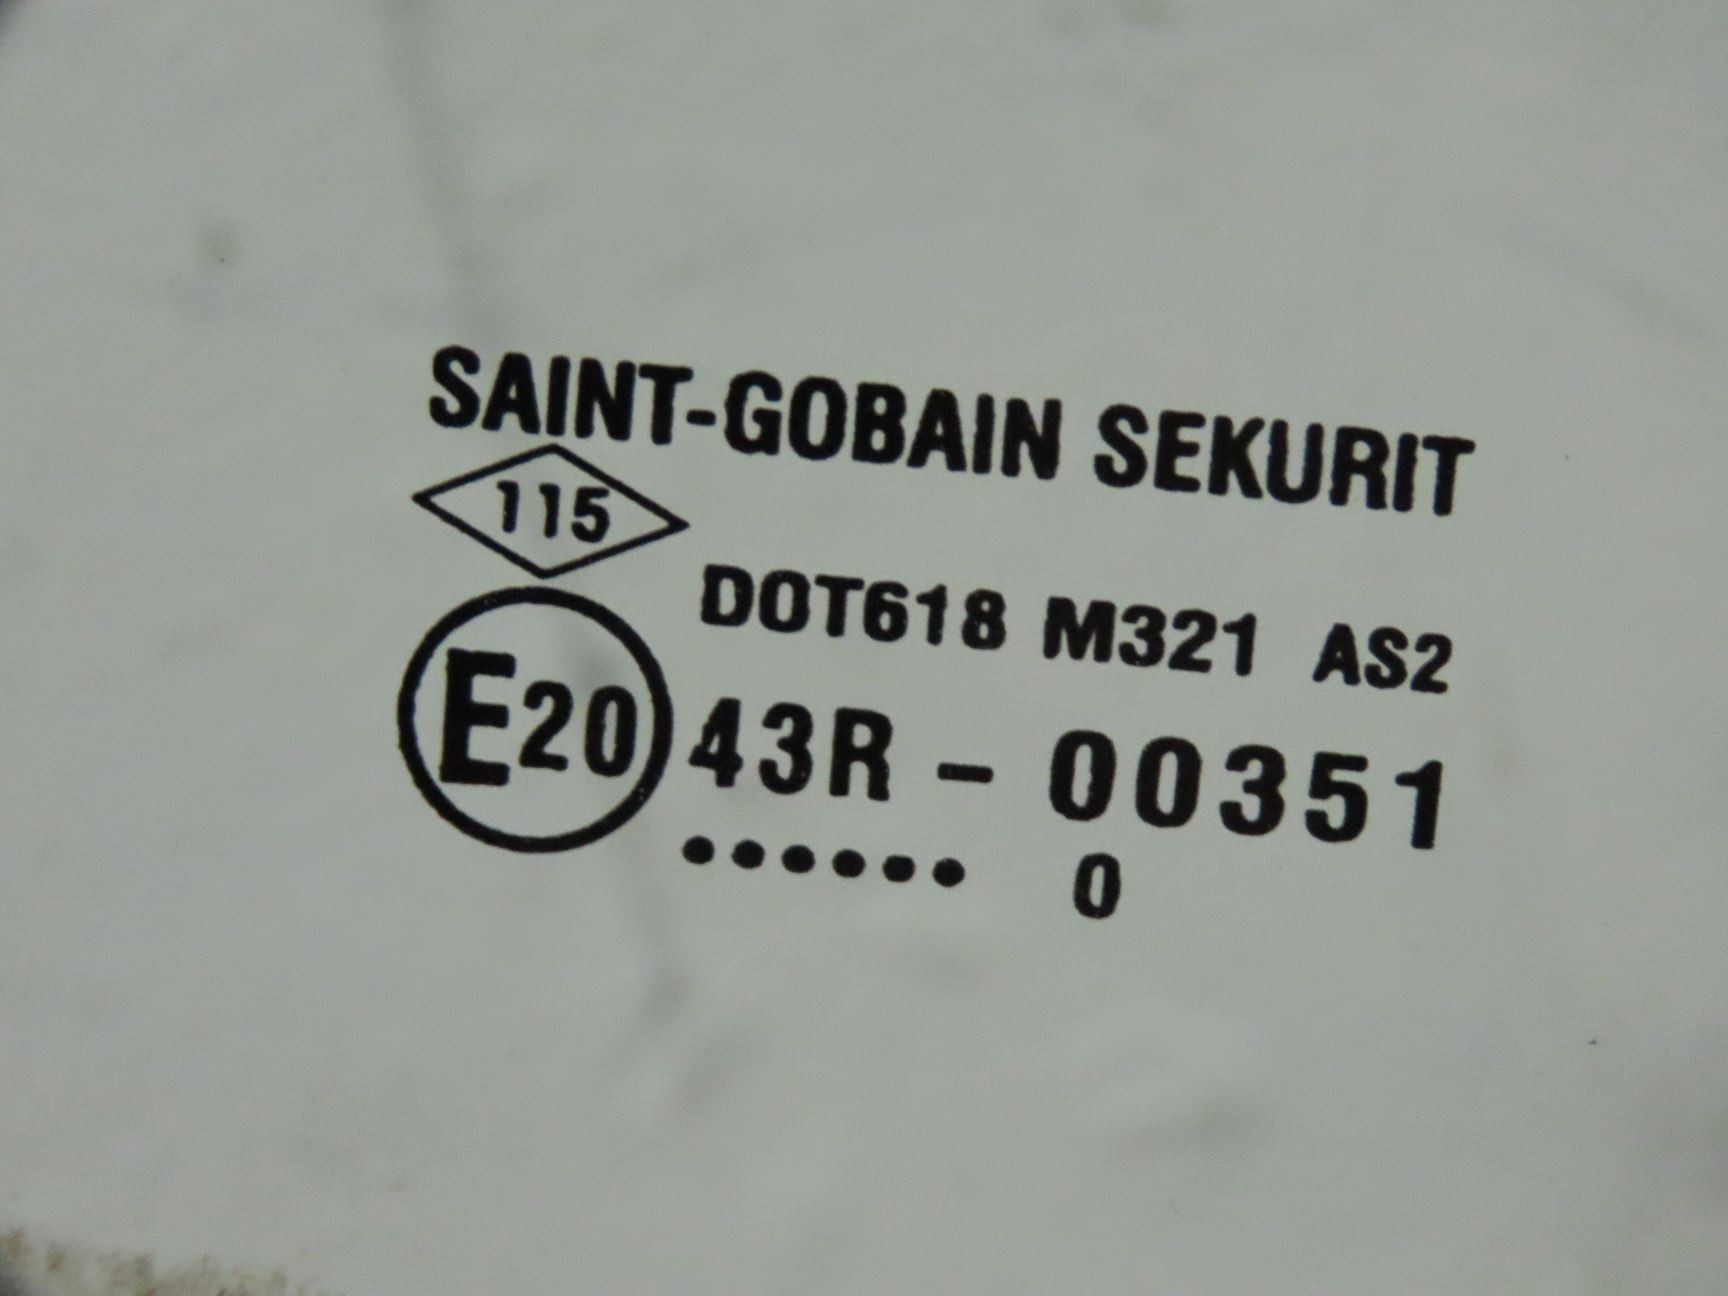 SAINT-GOBAIN SEKURIT
115
DOT618 M321 AS2
E20 43R - 00351
...... 0